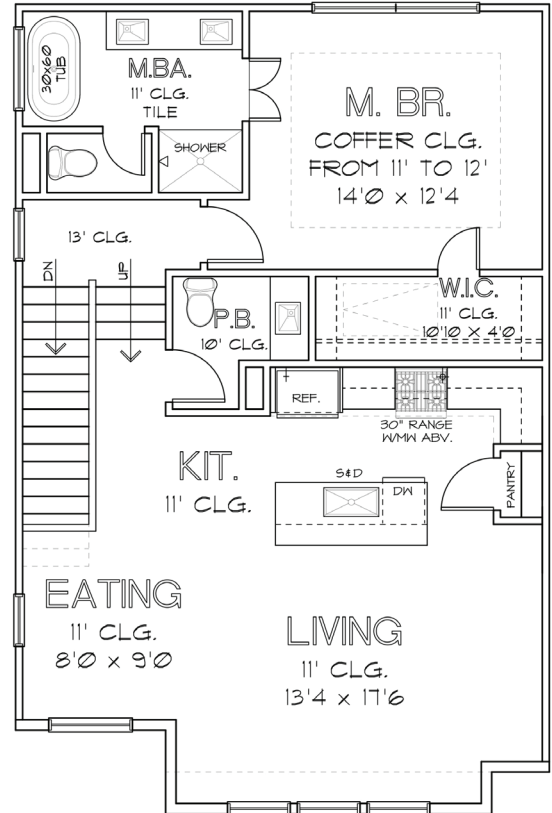 30x60
TUB
M.BA.
11' CLG.
TILE
SHOWER
M. BR.
COFFER CLG.
FROM 11' TO 12'
14'0 x 12'4
13' CLG.
DN
UP
P.B.
10' CLG.
W.I.C.
11' CLG.
10'10 x 4'0
REF.
30" RANGE
W/MW ABV.
KIT.
11' CLG.
S&D
DW
PANTRY
EATING
11' CLG.
8'0 x 9'0
LIVING
11' CLG.
13'4 x 17'6